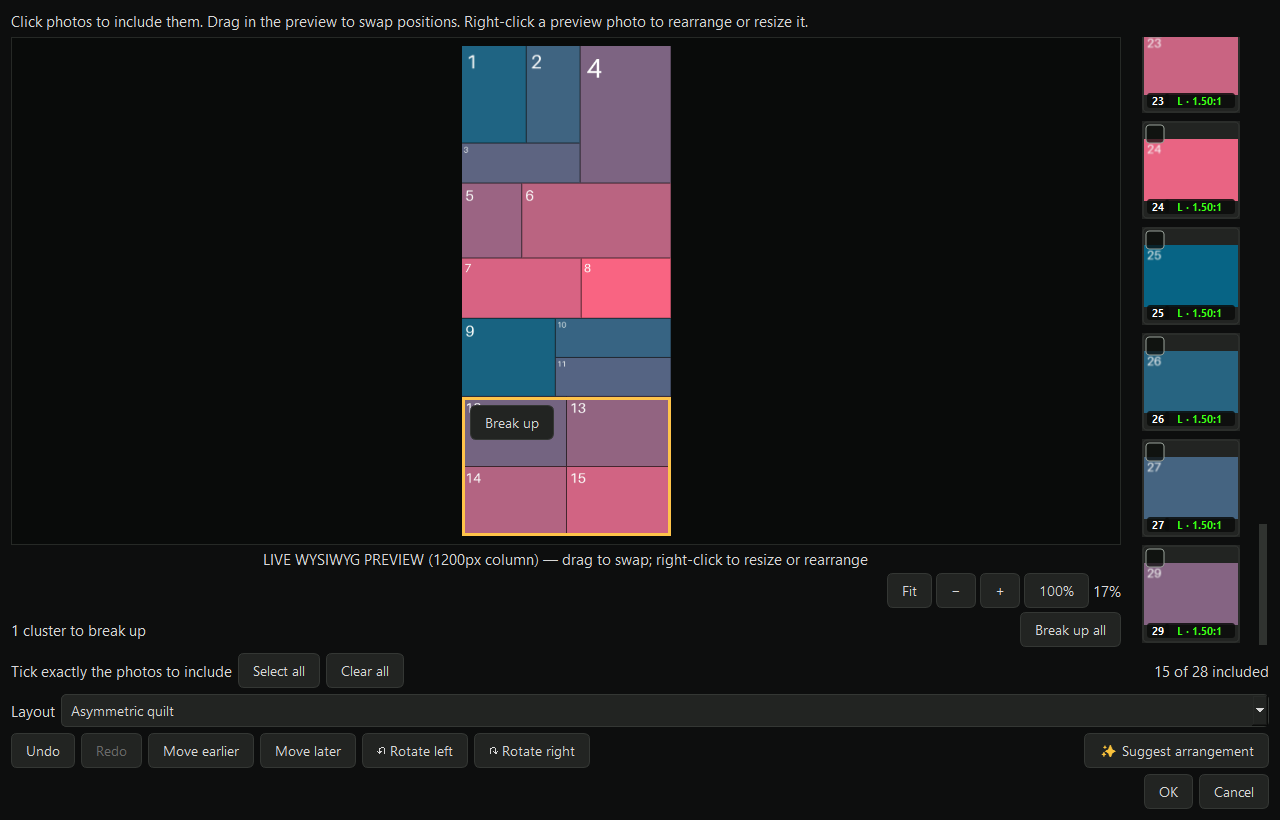 Click photos to include them. Drag in the preview to swap positions. Right-click a preview photo to rearrange or resize it.
1
2
4
3
5
6
7
8
9
10
11
Break up
13
14
15
LIVE WYSIWYG PREVIEW (1200px column) — drag to swap; right-click to resize or rearrange
Fit
−
+
100%
17%
1 cluster to break up
Break up all
Tick exactly the photos to include
Select all
Clear all
15 of 28 included
Layout
Asymmetric quilt
Undo
Redo
Move earlier
Move later
Rotate left
Rotate right
✨ Suggest arrangement
OK
Cancel
23
23 L · 1.50:1
24
24 L · 1.50:1
25
25 L · 1.50:1
26
26 L · 1.50:1
27
27 L · 1.50:1
29
29 L · 1.50:1